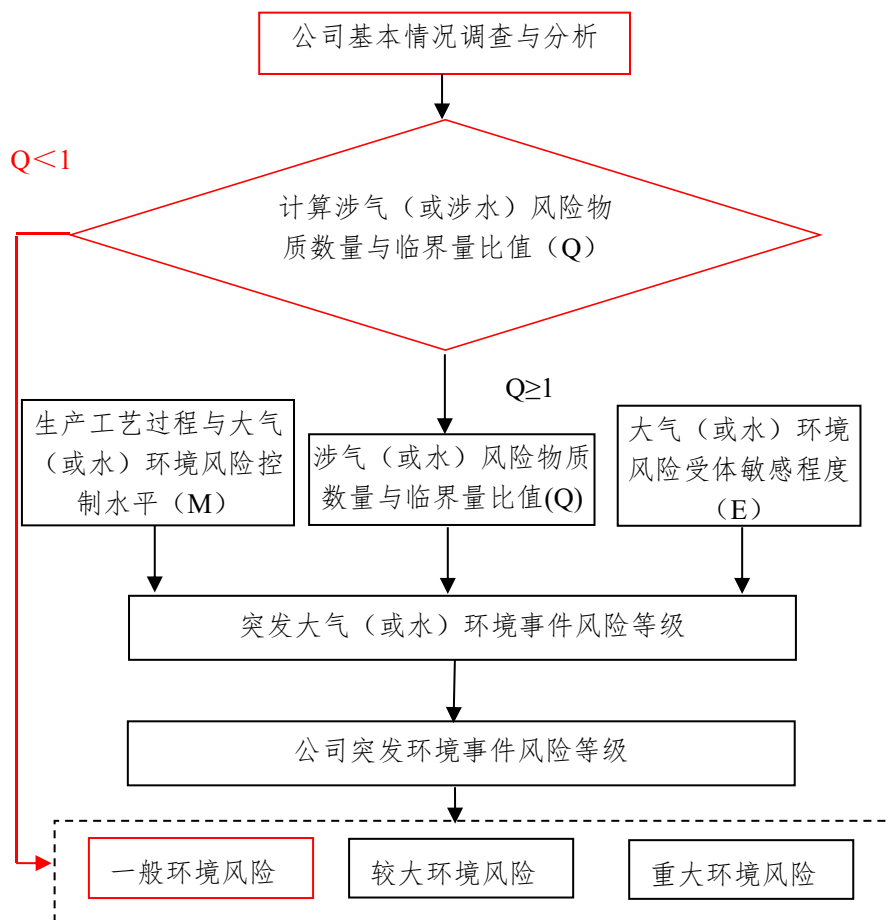 公司基本情况调查与分析
Q＜1
计算涉气（或涉水）风险物
质数量与临界量比值（Q）
Q≥1
生产工艺过程与大气
（或水）环境风险控
制水平（M）
涉气（或水）风险物质
数量与临界量比值(Q)
大气（或水）环境
风险受体敏感程度
（E）
突发大气（或水）环境事件风险等级
公司突发环境事件风险等级
一般环境风险
较大环境风险
重大环境风险